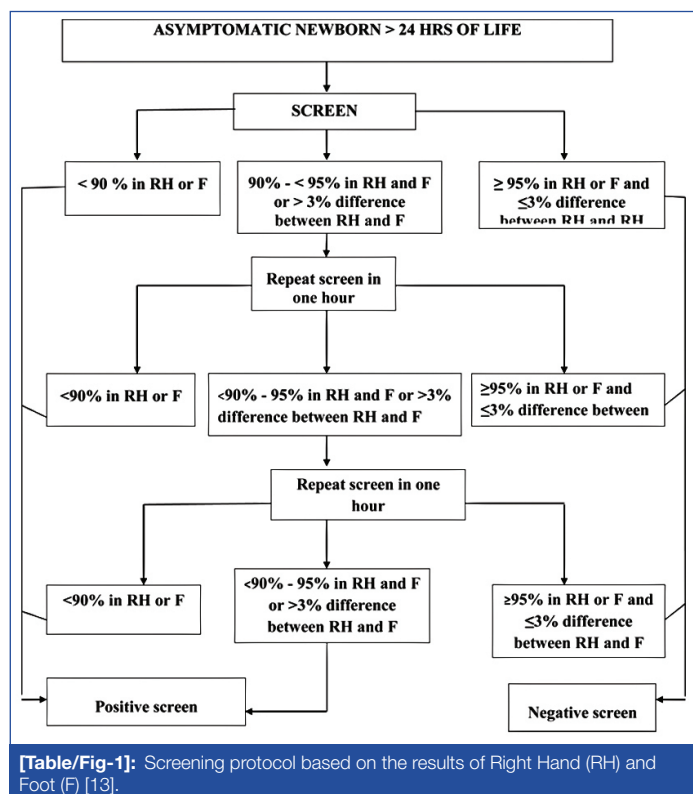 ASYMPTOMATIC NEWBORN > 24 HRS OF LIFE
SCREEN
< 90 % in RH or F
90% - < 95% in RH and F
or > 3% difference
between RH and F
≥ 95% in RH or F and
≤3% difference
between RH and RH
Repeat screen in
one hour
<90% in RH or F
<90% - 95% in RH and F or >3%
difference between RH and F
≥95% in RH or F and
≤3% difference between
Repeat screen in one
hour
<90% in RH or F
<90% - 95% in RH and F
or >3% difference
between RH and F
≥95% in RH or F and
≤3% difference
between RH and F
Positive screen
Negative screen
[Table/Fig-1]: Screening protocol based on the results of Right Hand (RH) and
Foot (F) [13].